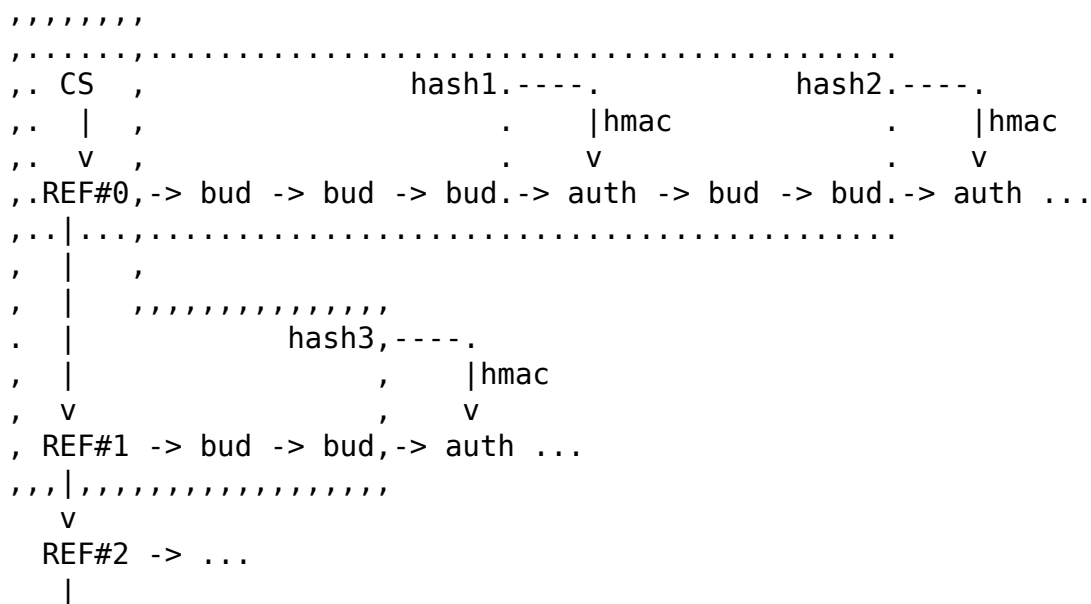 ,,,,,,,,
,......,............................................
,. CS  ,               hash1.----.           hash2.----.
,.  |  ,                    .    |hmac            .    |hmac
,.  v  ,                    .    v                .    v
,.REF#0,-> bud -> bud -> bud.-> auth -> bud -> bud.-> auth ...
,..|...,............................................
,  |   ,
,  |   ,,,,,,,,,,,,,,,
.  |            hash3,----.
,  |                 ,    |hmac
,  v                 ,    v
, REF#1 -> bud -> bud,-> auth ...
,,,|,,,,,,,,,,,,,,,,,,
   v
  REF#2 -> ...
   |